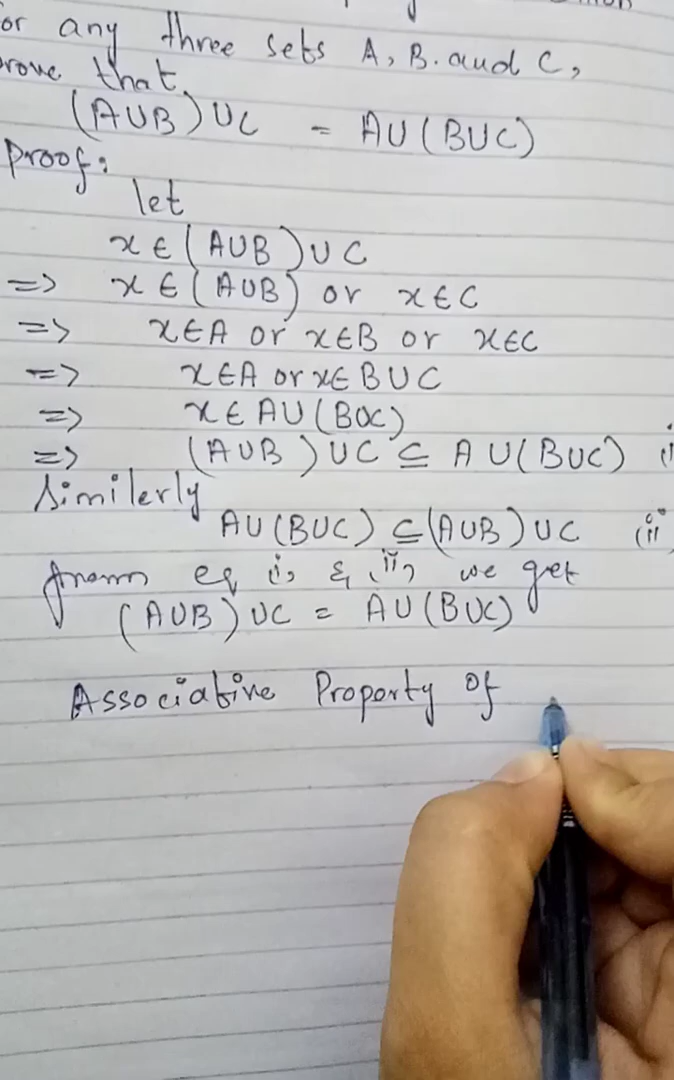 or any three sets A, B. and C,
rove that,
(AUB)UC = AU(BUC)
Proof:
let
x ∈ (AUB)UC
=> x ∈ (AUB) or x∈C
=> x∈A or x∈B or x∈C
=> x∈A or x∈ BUC
=> x∈ AU(BUC)
=> (AUB)UC ⊆ AU(BUC) (i
Similerly
AU(BUC) ⊆ (AUB)UC (ii
from eq i, & ii, we get
(AUB)UC = AU(BUC)
Associative Property of